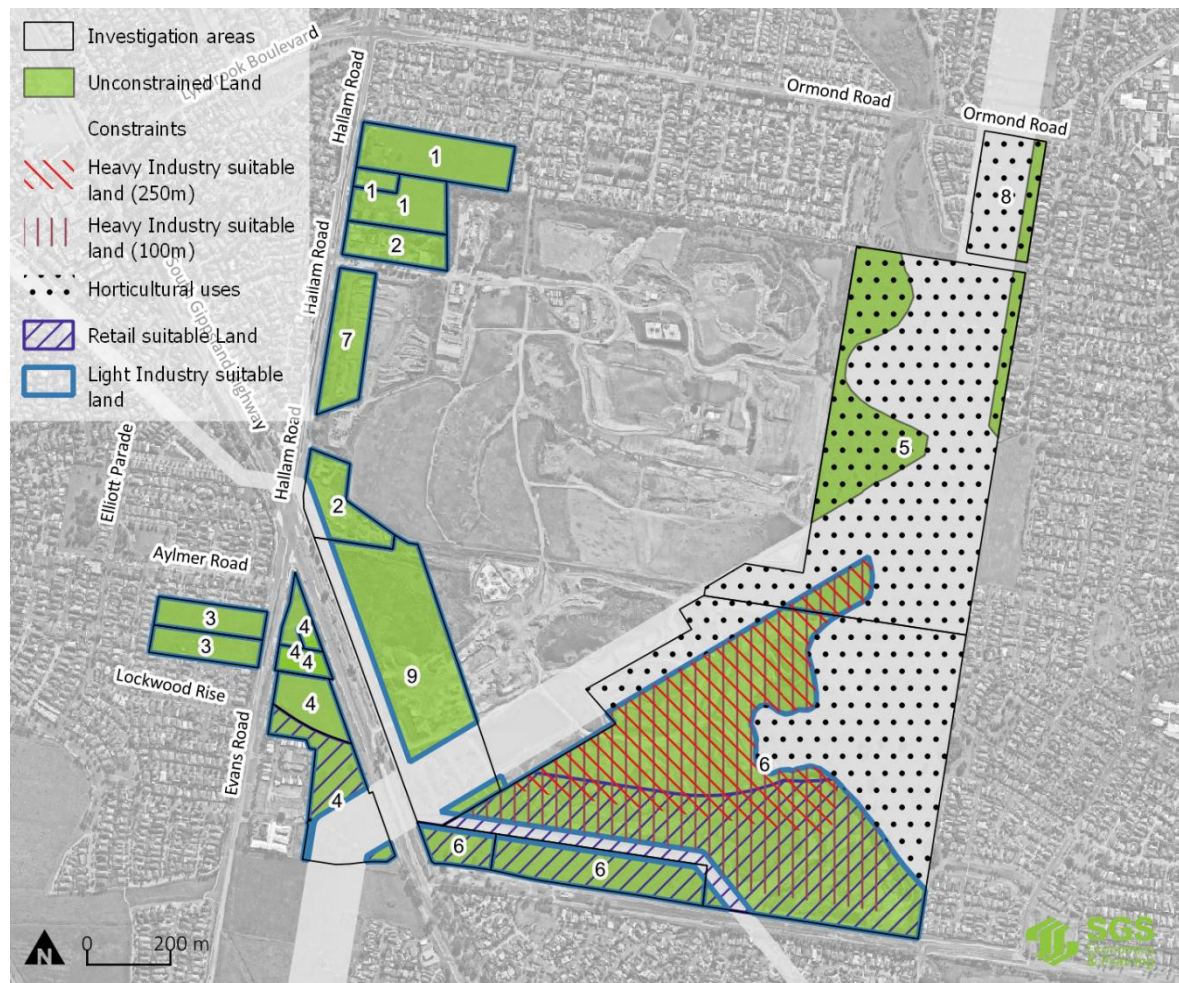 Investigation areas
Unconstrained Land
Constraints
Heavy Industry suitable
land (250m)
Heavy Industry suitable
land (100m)
Horticultural uses
Retail suitable Land
Light Industry suitable
land
Lynbrook Boulevard
Hallam Road
Ormond Road
Ormond Road
1
1
1
8
2
Hallam Road
South Gippsland Highway
7
5
Hallam Road
Elliott Parade
2
Aylmer Road
3
3
4
4
4
Lockwood Rise
4
9
Evans Road
6
4
6
6
N
0 200 m
SGS
Economics
& Planning